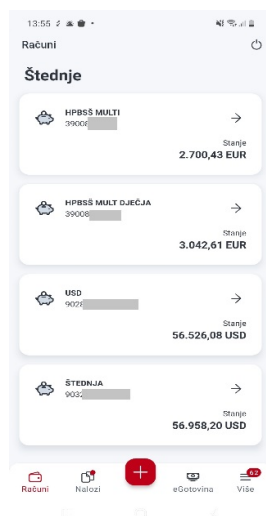 13:55
Računi
Štednje
HPBSŠ MULTI
39008
Stanje
2.700,43 EUR
HPBSŠ MULT DJEČJA
39008
Stanje
3.042,61 EUR
USD
9028
Stanje
56.526,08 USD
ŠTEDNJA
9032
Stanje
56.958,20 USD
62
Računi Nalozi eGotovina Više